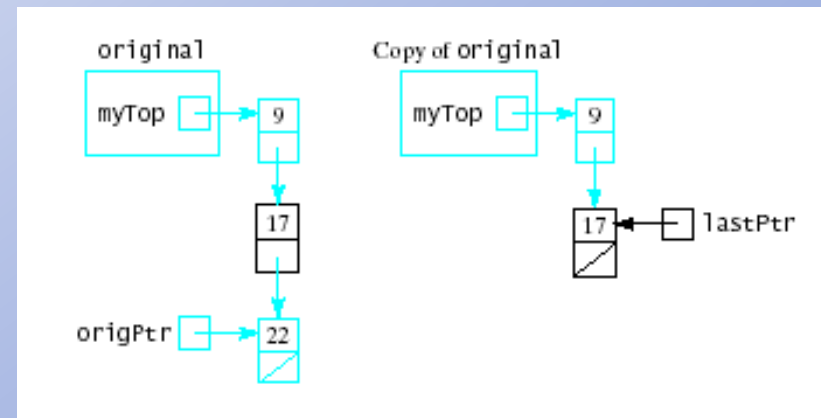 original
myTop
9
17
origPtr
22
Copy of original
myTop
9
17
lastPtr